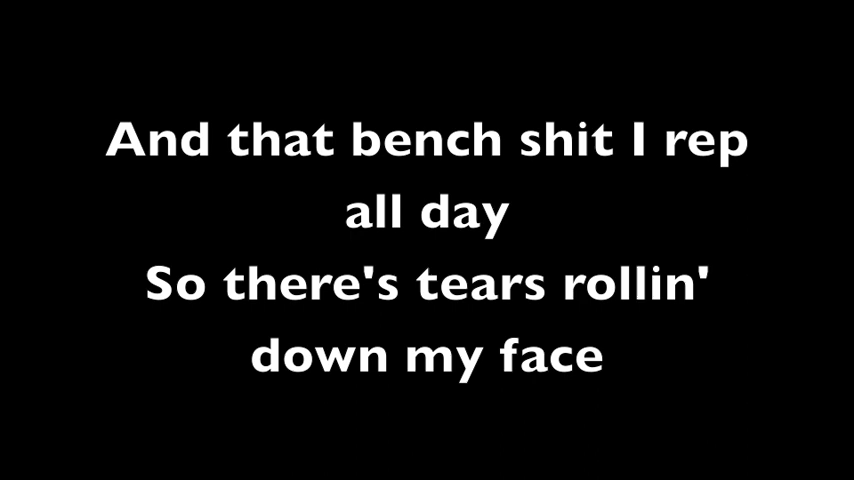 And that bench shit I rep
all day
So there's tears rollin'
down my face